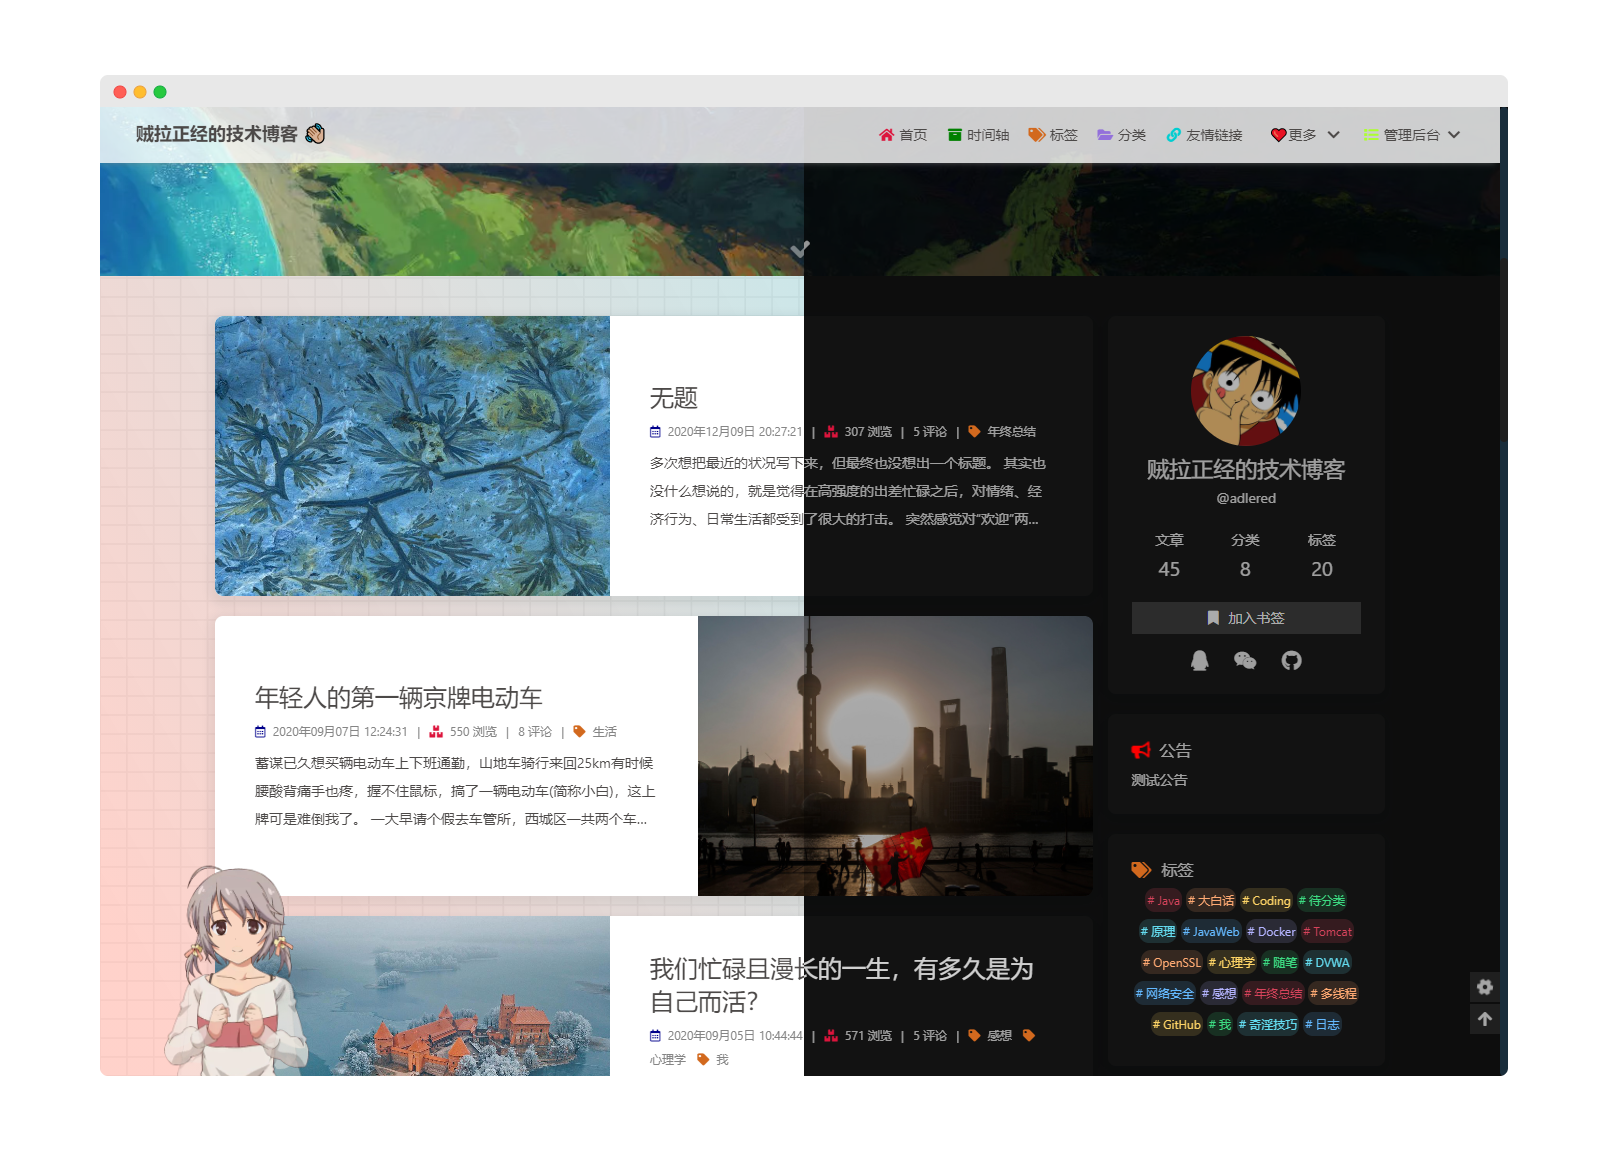 贼拉正经的技术博客
首页 时间轴 标签 分类 友情链接 更多 管理后台
无题
2020年12月09日 20:27:21 | 307 浏览 | 5 评论 | 年终总结
多次想把最近的状况写下来，但最终也没想出一个标题。 其实也
没什么想说的，就是觉得在高强度的出差忙碌之后，对情绪、经
济行为、日常生活都受到了很大的打击。 突然感觉对“欢迎”两...
年轻人的第一辆京牌电动车
2020年09月07日 12:24:31 | 550 浏览 | 8 评论 | 生活
蓄谋已久想买辆电动车上下班通勤，山地车骑行来回25km有时候
腰酸背痛手也疼，握不住鼠标，搞了一辆电动车(简称小白)，这上
牌可是难倒我了。 一大早请个假去车管所，西城区一共两个车...
我们忙碌且漫长的一生，有多久是为
自己而活？
2020年09月05日 10:44:44 | 571 浏览 | 5 评论 | 感想
心理学 我
贼拉正经的技术博客
@adlered
文章 分类 标签
45 8 20
加入书签
公告
测试公告
标签
# Java # 大白话 # Coding # 待分类
# 原理 # JavaWeb # Docker # Tomcat
# OpenSSL # 心理学 # 随笔 # DVWA
# 网络安全 # 感想 # 年终总结 # 多线程
# GitHub # 我 # 奇淫技巧 # 日志